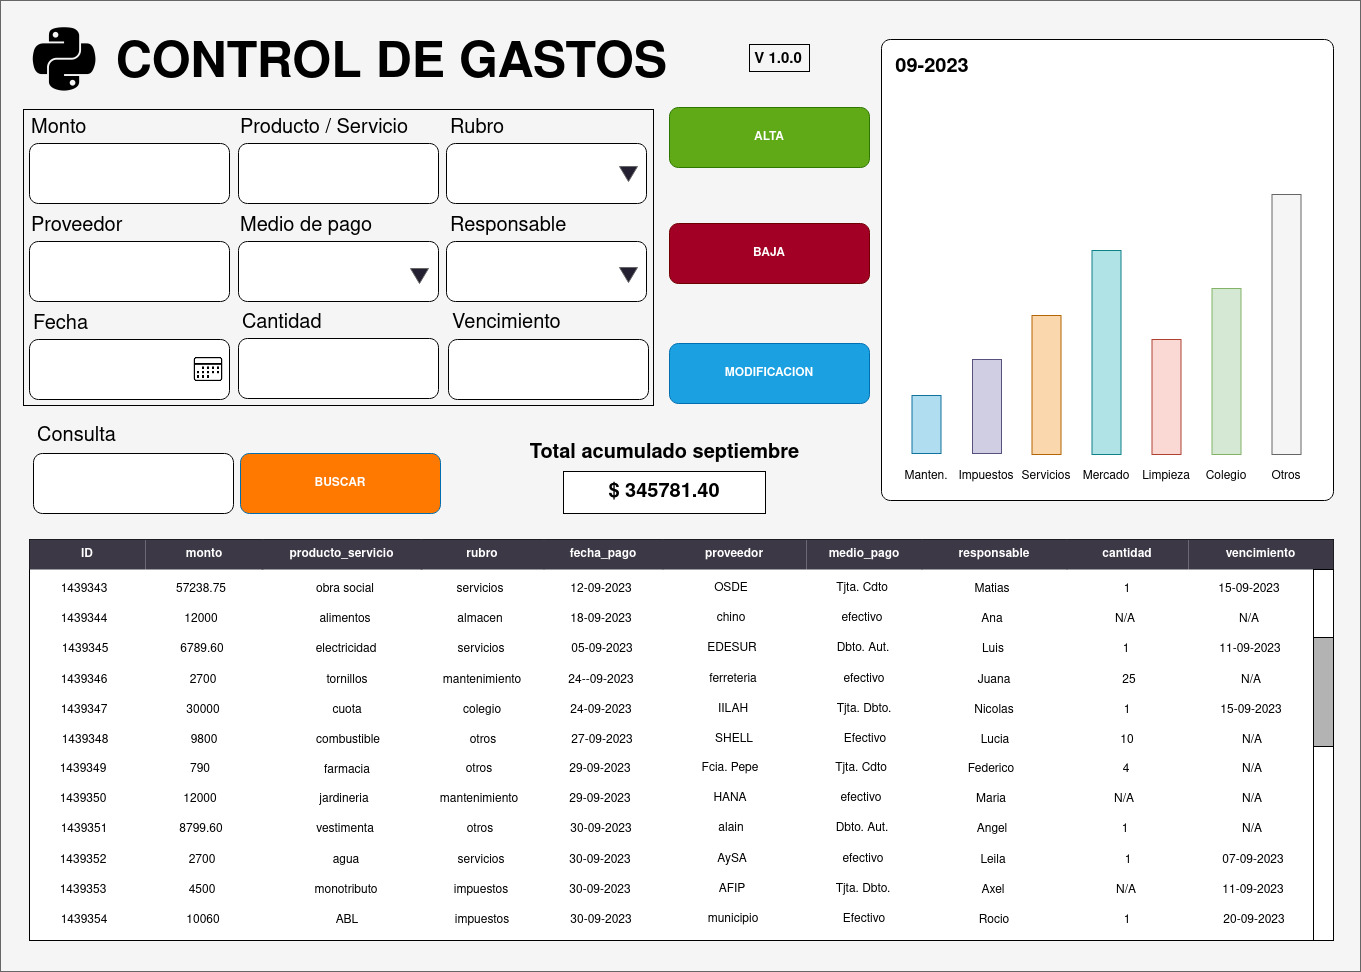 CONTROL DE GASTOS
V 1.0.0
Monto Producto / Servicio Rubro
Proveedor Medio de pago Responsable
Fecha Cantidad Vencimiento
ALTA
BAJA
MODIFICACION
Consulta
BUSCAR
Total acumulado septiembre
$ 345781.40
09-2023
Manten. Impuestos Servicios Mercado Limpieza Colegio Otros
ID monto producto_servicio rubro fecha_pago proveedor medio_pago responsable cantidad vencimiento
1439343 57238.75 obra social servicios 12-09-2023 OSDE Tjta. Cdto Matias 1 15-09-2023
1439344 12000 alimentos almacen 18-09-2023 chino efectivo Ana N/A N/A
1439345 6789.60 electricidad servicios 05-09-2023 EDESUR Dbto. Aut. Luis 1 11-09-2023
1439346 2700 tornillos mantenimiento 24--09-2023 ferreteria efectivo Juana 25 N/A
1439347 30000 cuota colegio 24-09-2023 IILAH Tjta. Dbto. Nicolas 1 15-09-2023
1439348 9800 combustible otros 27-09-2023 SHELL Efectivo Lucia 10 N/A
1439349 790 farmacia otros 29-09-2023 Fcia. Pepe Tjta. Cdto Federico 4 N/A
1439350 12000 jardineria mantenimiento 29-09-2023 HANA efectivo Maria N/A N/A
1439351 8799.60 vestimenta otros 30-09-2023 alain Dbto. Aut. Angel 1 N/A
1439352 2700 agua servicios 30-09-2023 AySA efectivo Leila 1 07-09-2023
1439353 4500 monotributo impuestos 30-09-2023 AFIP Tjta. Dbto. Axel N/A 11-09-2023
1439354 10060 ABL impuestos 30-09-2023 municipio Efectivo Rocio 1 20-09-2023